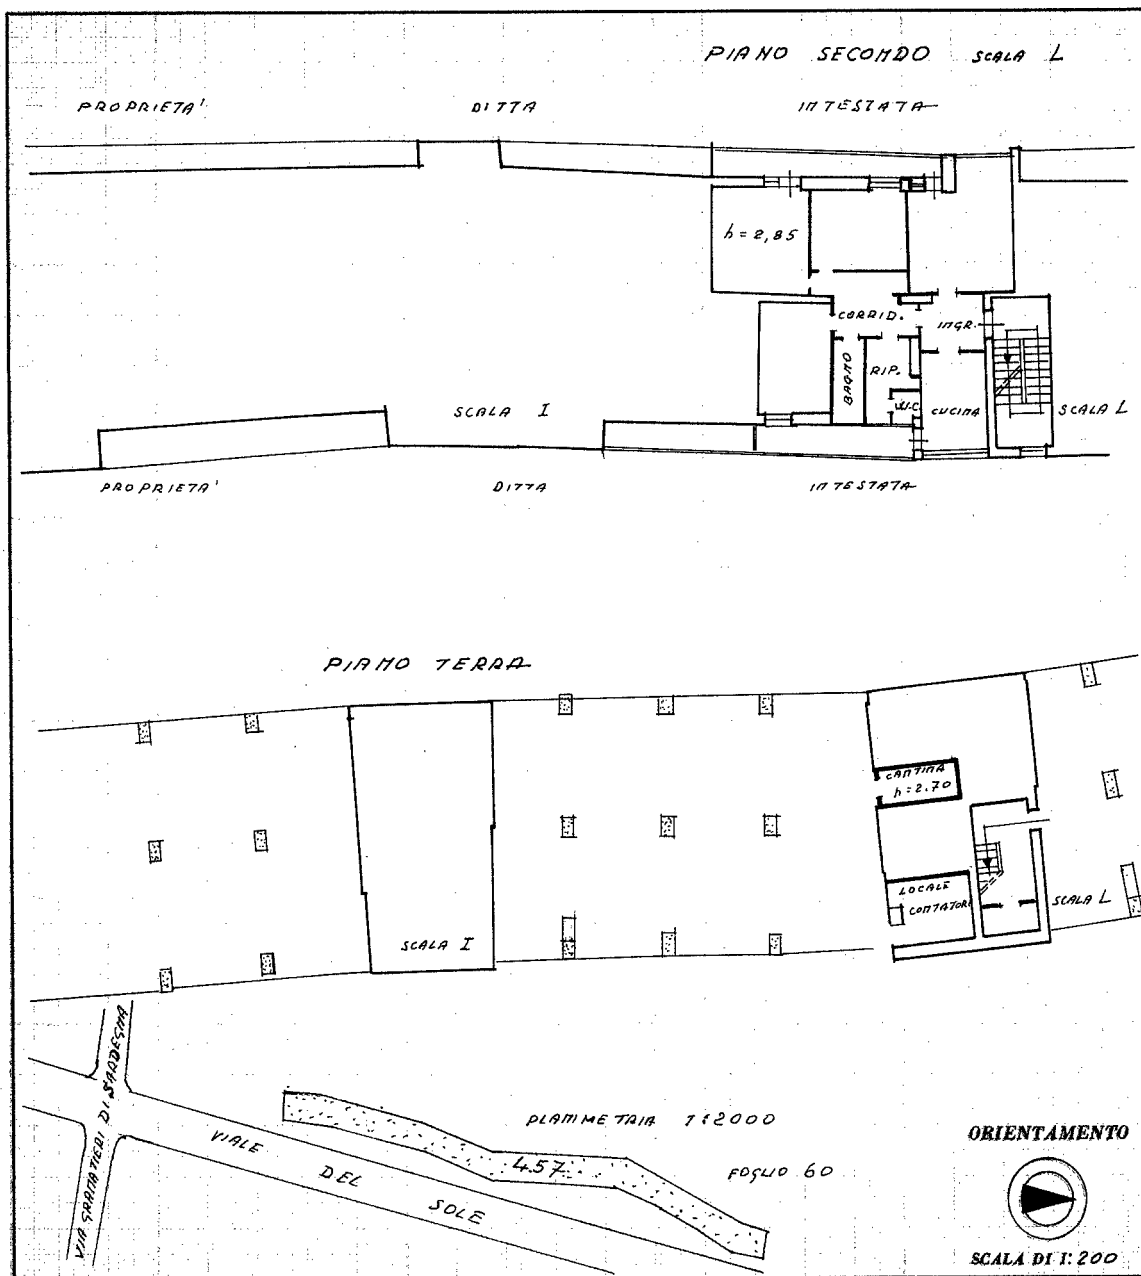 PIANO SECONDO SCALA L
PROPRIETA' DITTA INTESTATA
h = 2,85
CORRID.
INGR.
BAGNO
RIP.
W.C.
CUCINA
SCALA I
SCALA L
PROPRIETA' DITTA INTESTATA
PIANO TERRA
CANTINA
h=2.70
LOCALE
CONTATORI
SCALA L
SCALA I
VIA GRANATIERI DI SARDEGNA
VIALE DEL SOLE
PLANIMETRIA 1:2000
457
FOGLIO 60
ORIENTAMENTO
SCALA DI 1:200